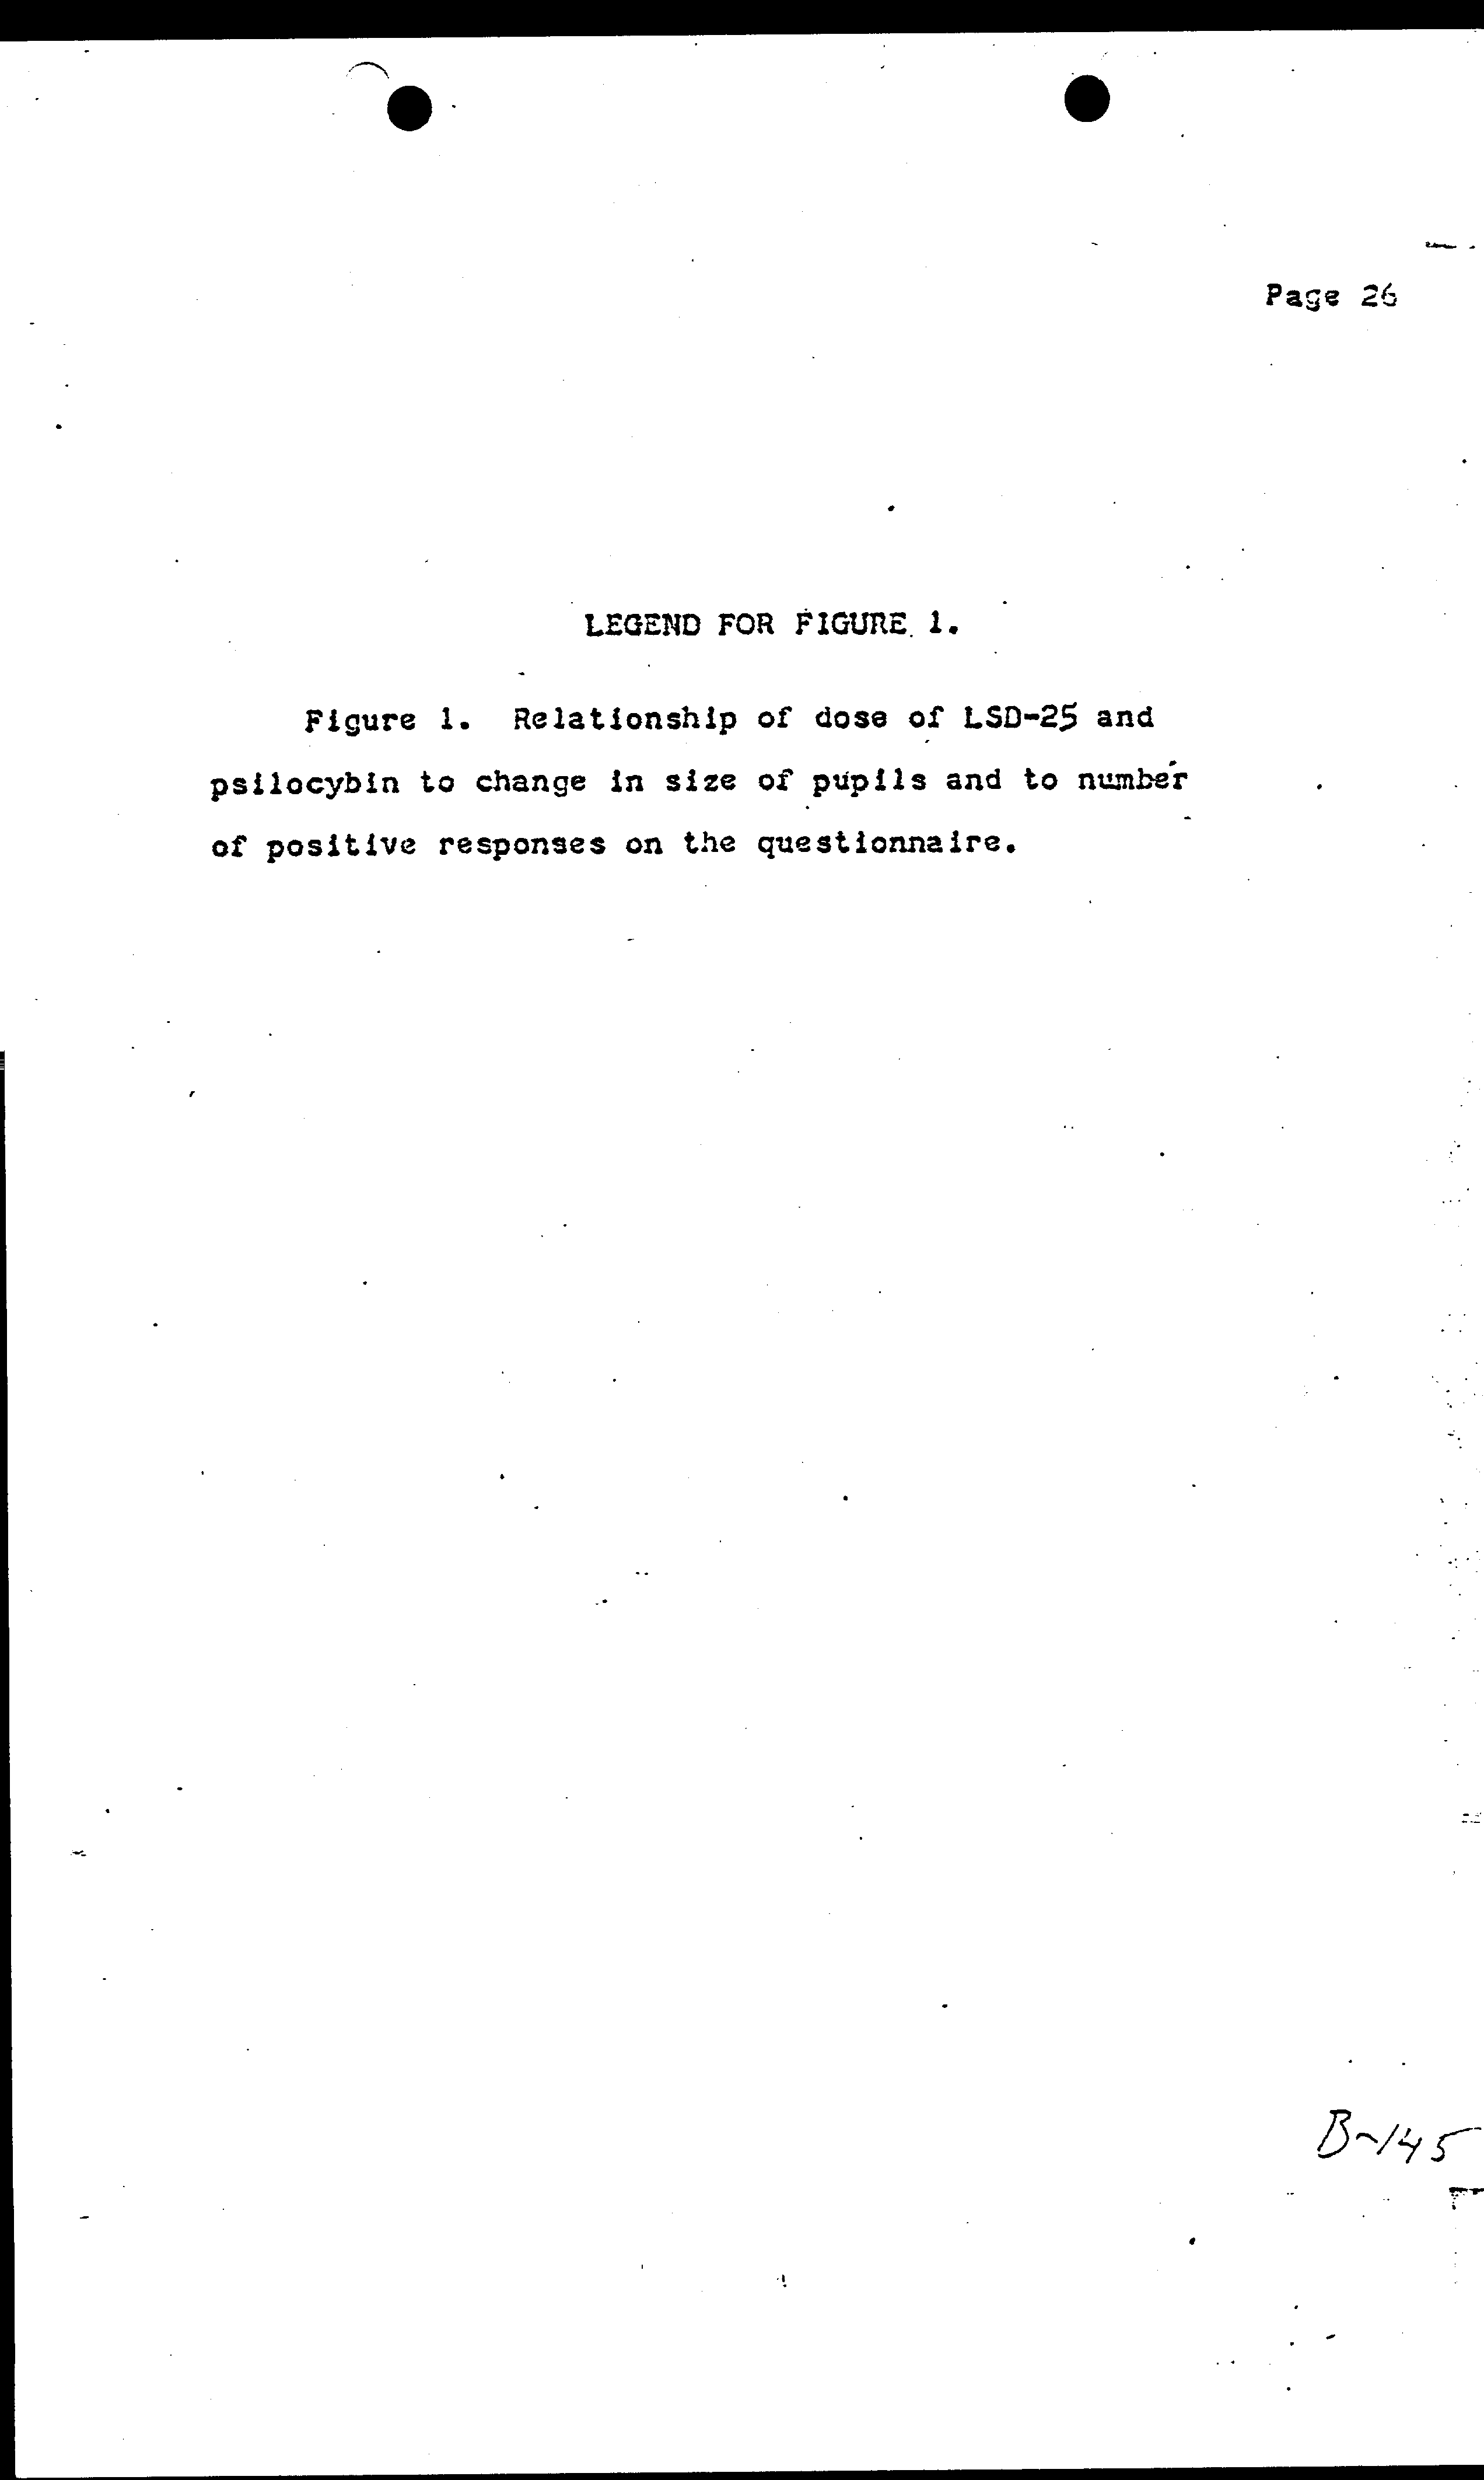 Page 26
LEGEND FOR FIGURE 1.
Figure 1. Relationship of dose of LSD-25 and
psilocybin to change in size of pupils and to number
of positive responses on the questionnaire.
B-145